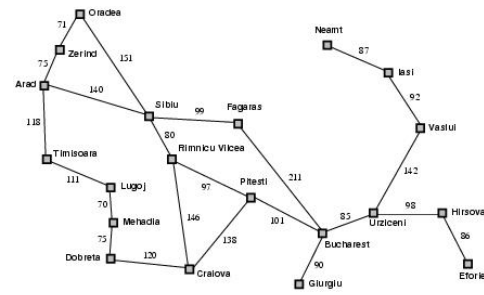 Oradea
71
Neamt
Zerind
87
151
75
Iasi
Arad
140
92
Sibiu
99
Fagaras
118
Vaslui
80
Rimnicu Vilcea
Timisoara
142
111
211
Lugoj
97
Pitesti
70
98
Hirsova
146
85
Mehadia
101
Urziceni
138
86
75
Bucharest
120
Dobreta
90
Craiova
Eforie
Giurgiu